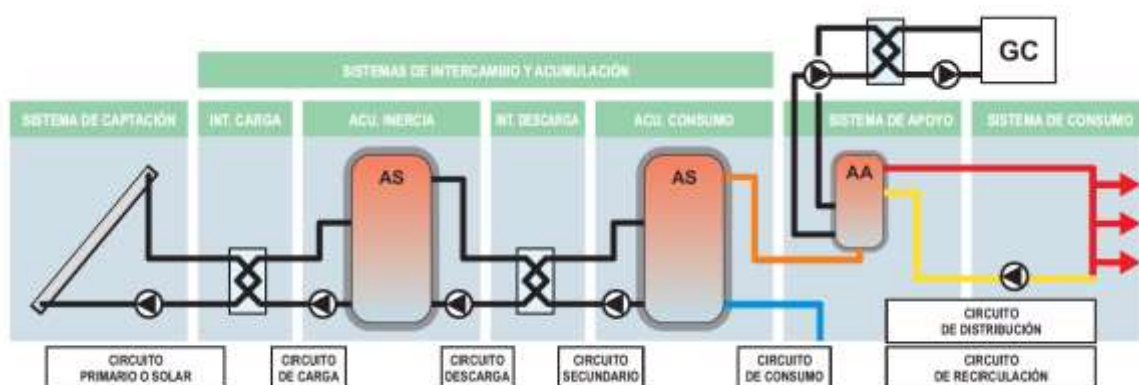 GC
SISTEMAS DE INTERCAMBIO Y ACUMULACIÓN
SISTEMA DE CAPTACIÓN
INT. CARGA
ACU. INERCIA
INT. DESCARGA
ACU. CONSUMO
SISTEMA DE APOYO
SISTEMA DE CONSUMO
AS
AS
AA
CIRCUITO
DE DISTRIBUCIÓN
CIRCUITO
PRIMARIO O SOLAR
CIRCUITO
DE CARGA
CIRCUITO
DESCARGA
CIRCUITO
SECUNDARIO
CIRCUITO
DE CONSUMO
CIRCUITO
DE RECIRCULACIÓN